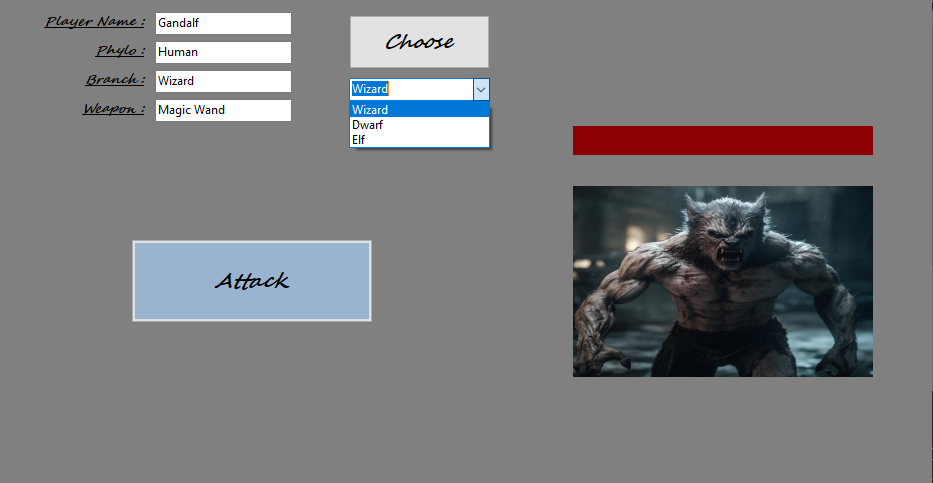 Player Name : Gandalf
Phylo : Human
Branch : Wizard
Weapon : Magic Wand
Choose
Wizard
Wizard
Dwarf
Elf
Attack